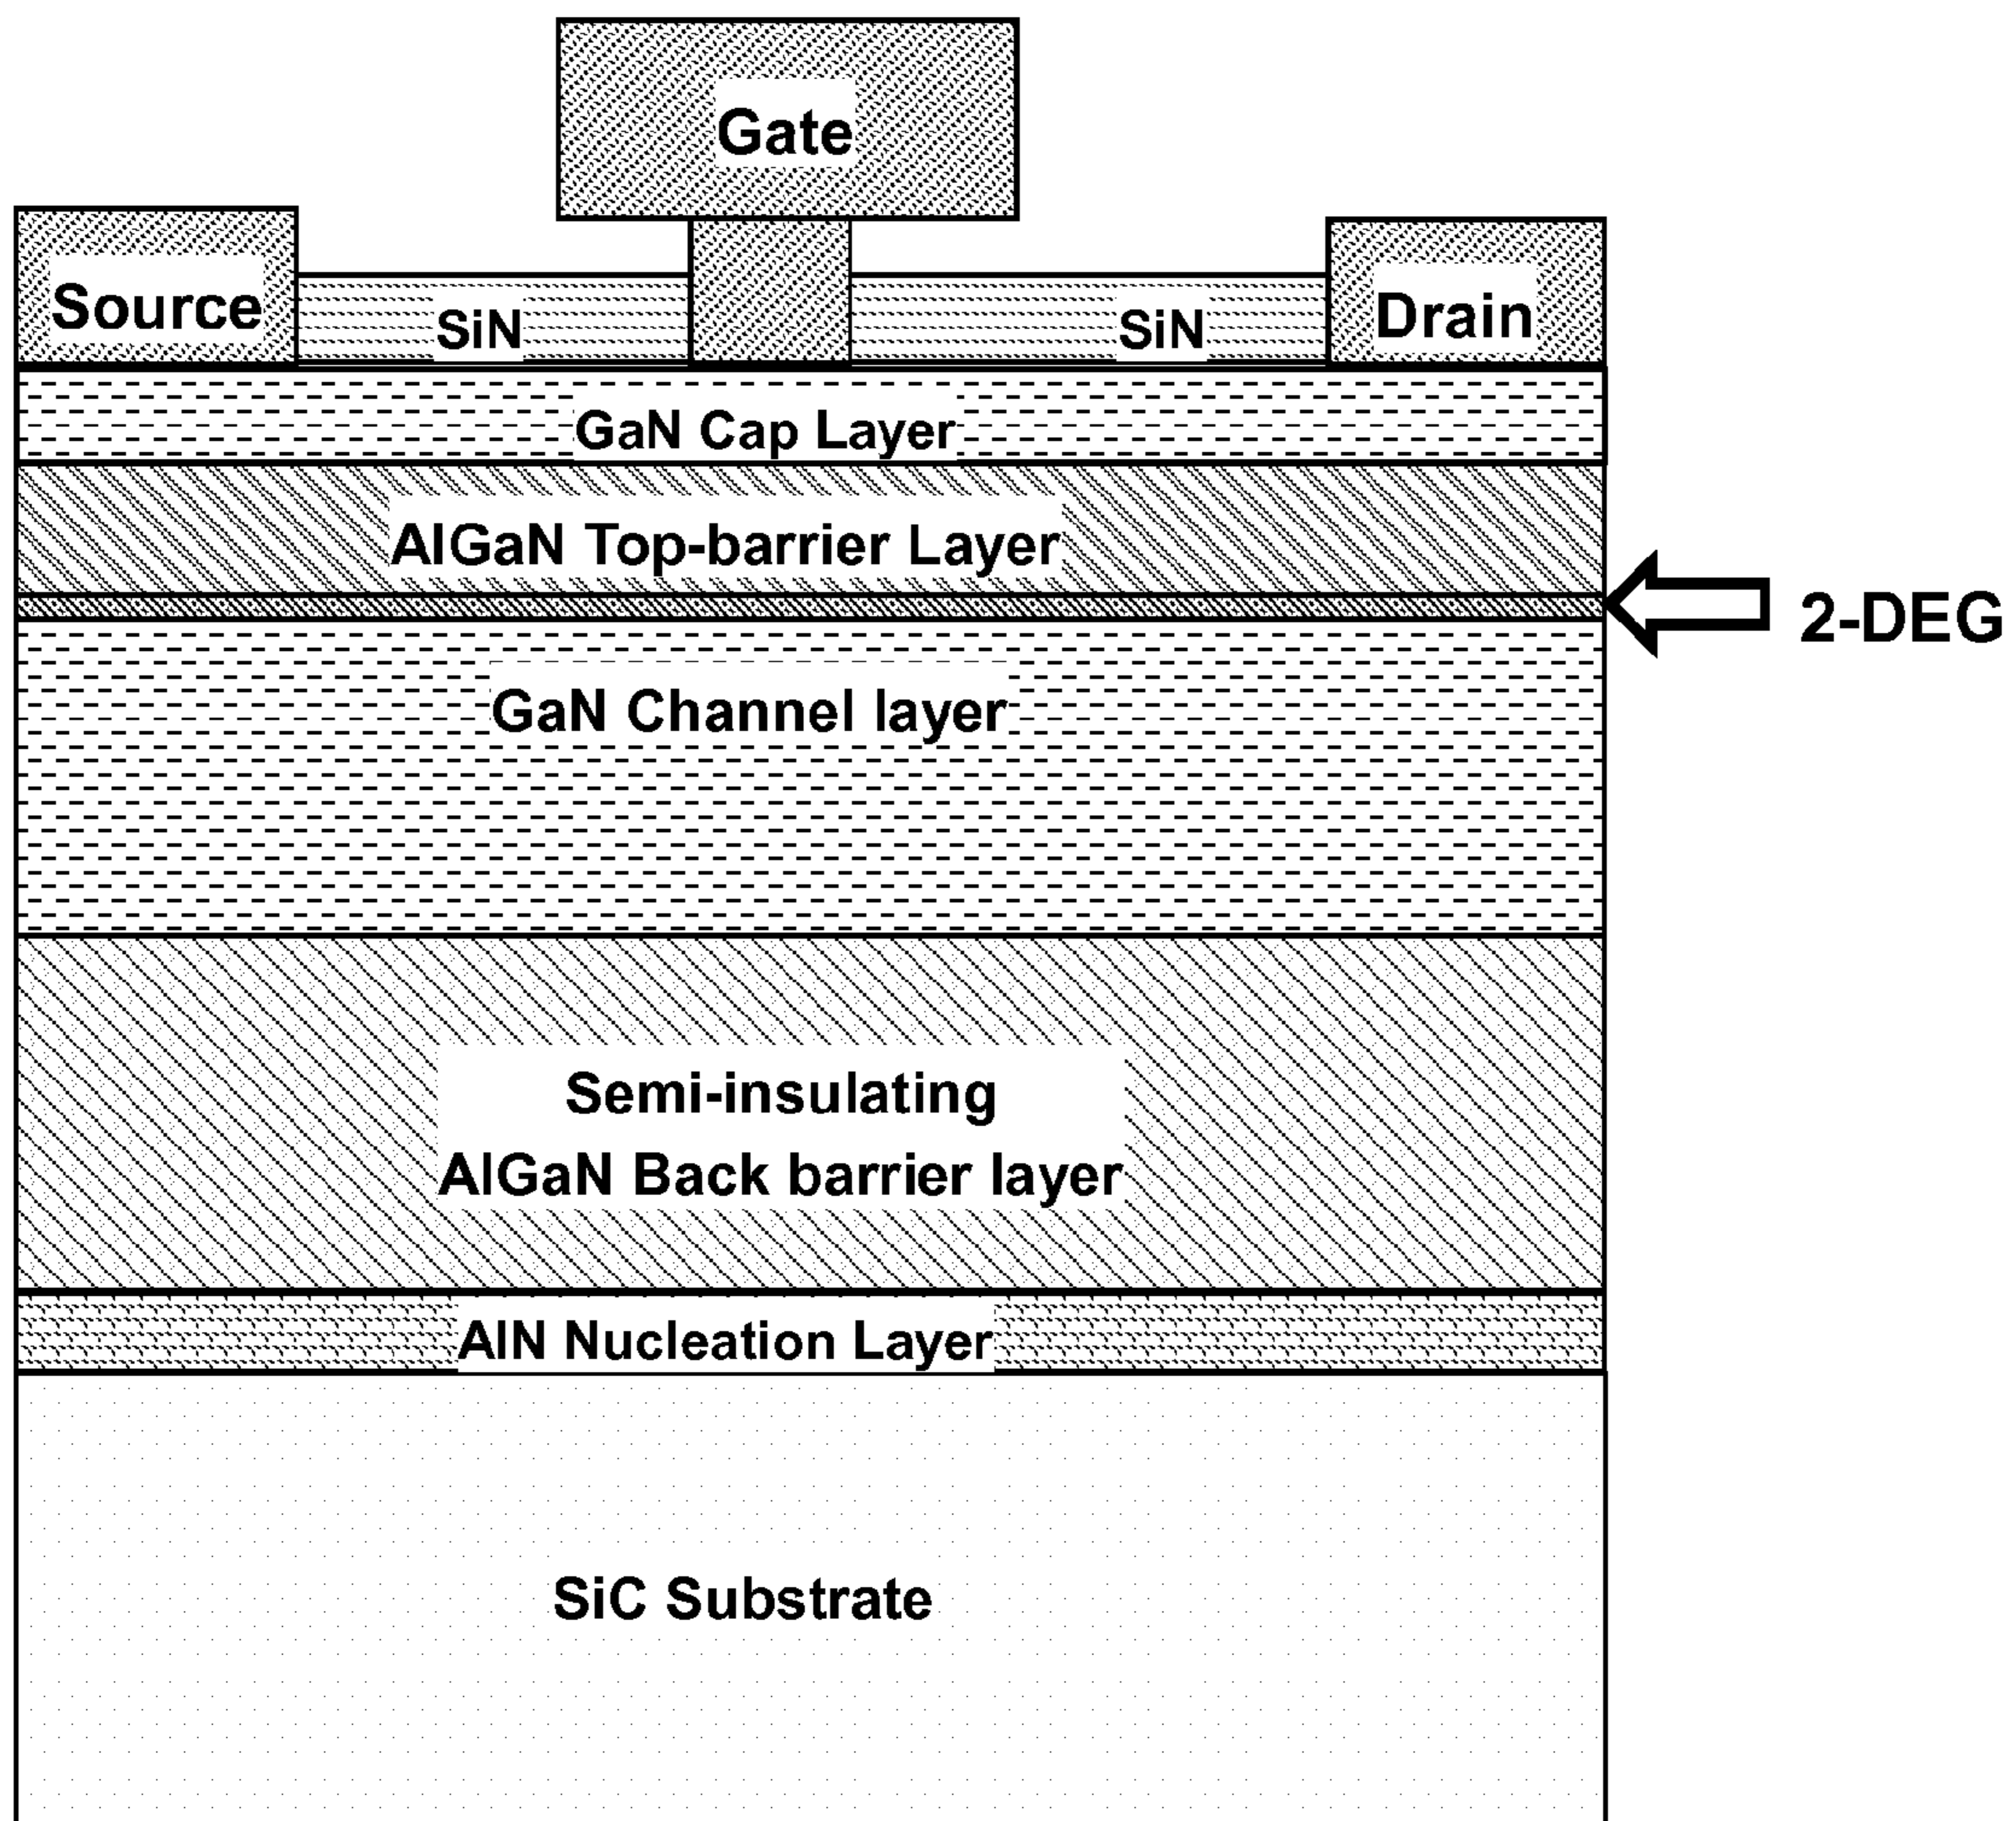 Gate
Source
SiN
SiN
Drain
GaN Cap Layer
AlGaN Top-barrier Layer
2-DEG
GaN Channel layer
Semi-insulating
AlGaN Back barrier layer
AlN Nucleation Layer
SiC Substrate